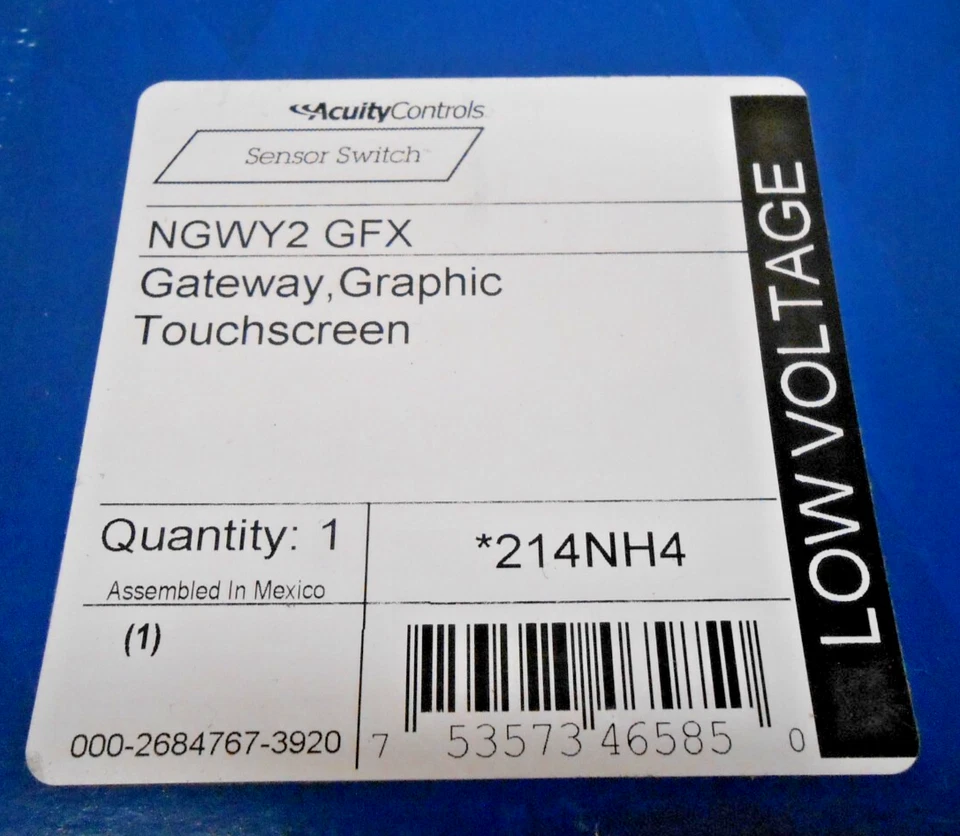 AcuityControls
Sensor Switch™
NGWY2 GFX
Gateway,Graphic
Touchscreen
LOW VOLTAGE
Quantity: 1
Assembled In Mexico
*214NH4
(1)
000-2684767-3920
7 53573 46585 0